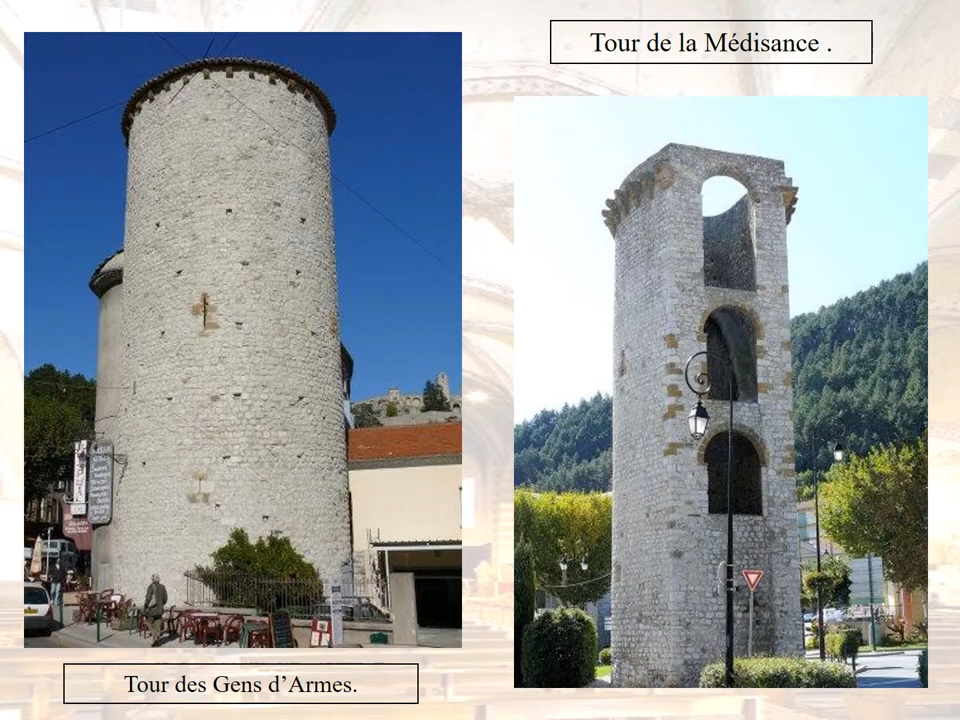 Tour de la Médisance .
Tour des Gens d’Armes.